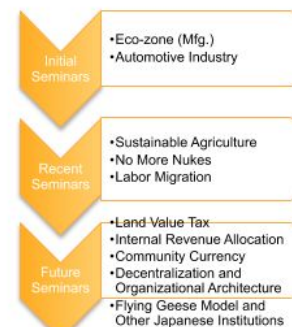 Initial
Seminars
•Eco-zone (Mfg.)
•Automotive Industry
Recent
Seminars
•Sustainable Agriculture
•No More Nukes
•Labor Migration
Future
Seminars
•Land Value Tax
•Internal Revenue Allocation
•Community Currency
•Decentralization and
Organizational Architecture
•Flying Geese Model and
Other Japanese Institutions